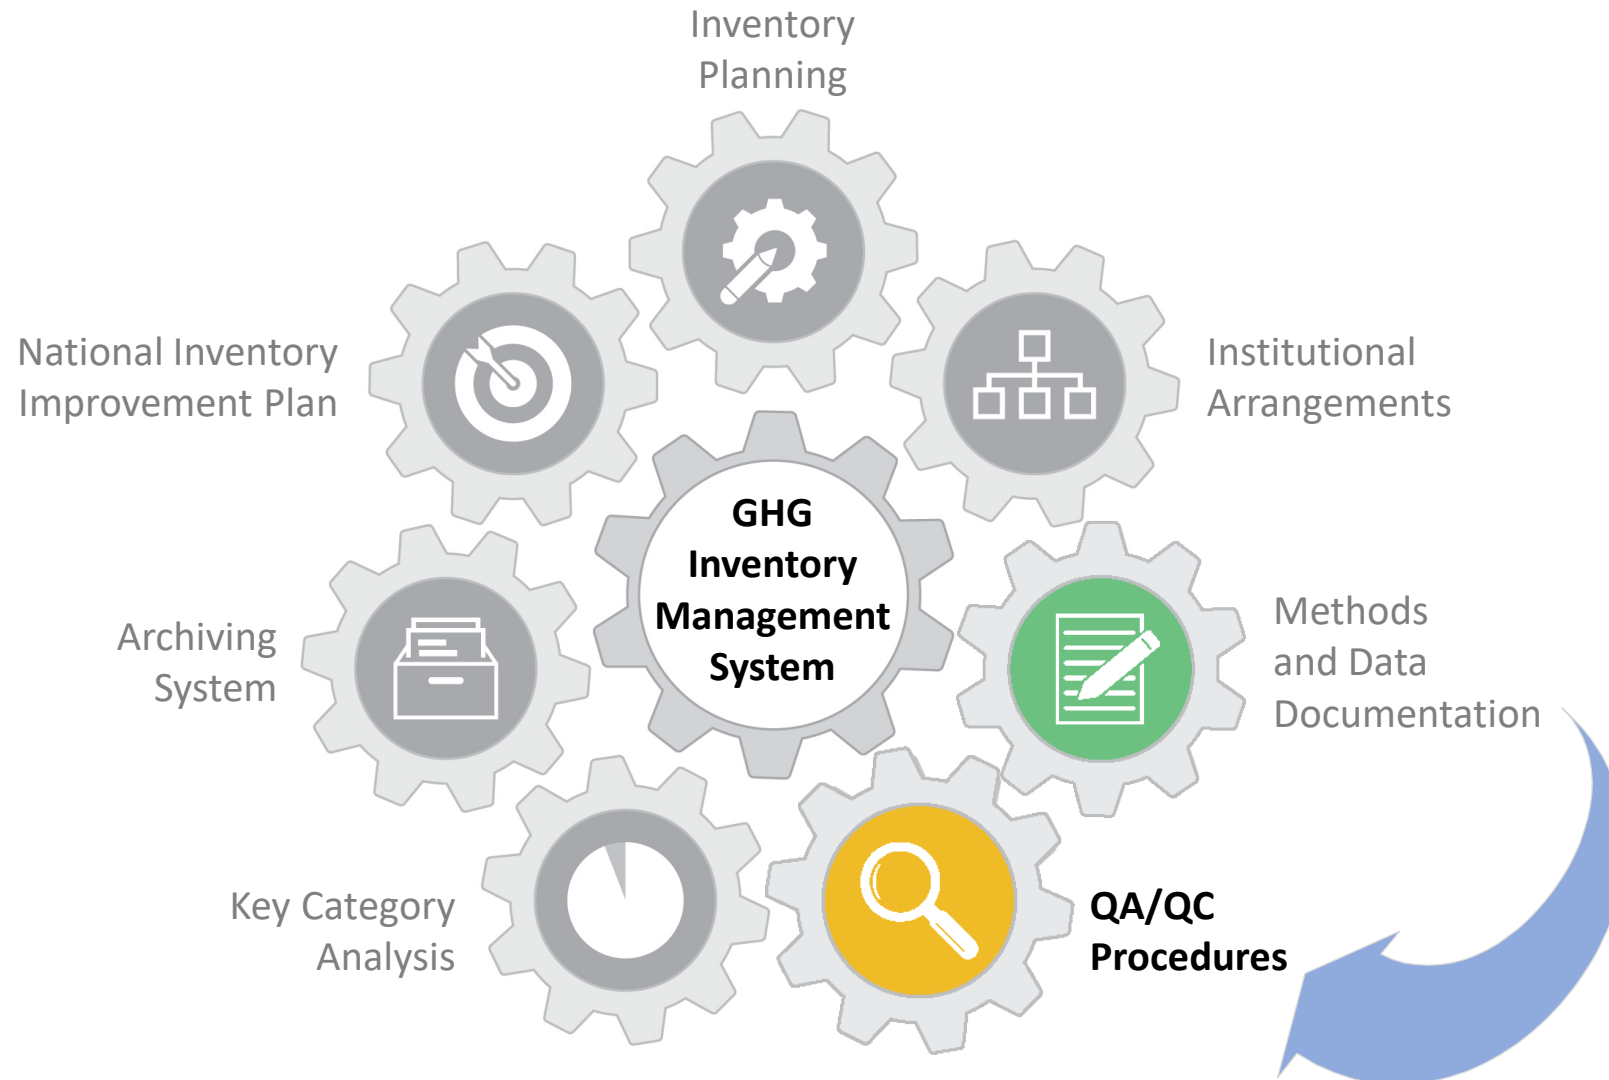 Inventory
Planning
National Inventory
Improvement Plan
Institutional
Arrangements
GHG
Inventory
Management
System
Archiving
System
Methods
and Data
Documentation
Key Category
Analysis
QA/QC
Procedures